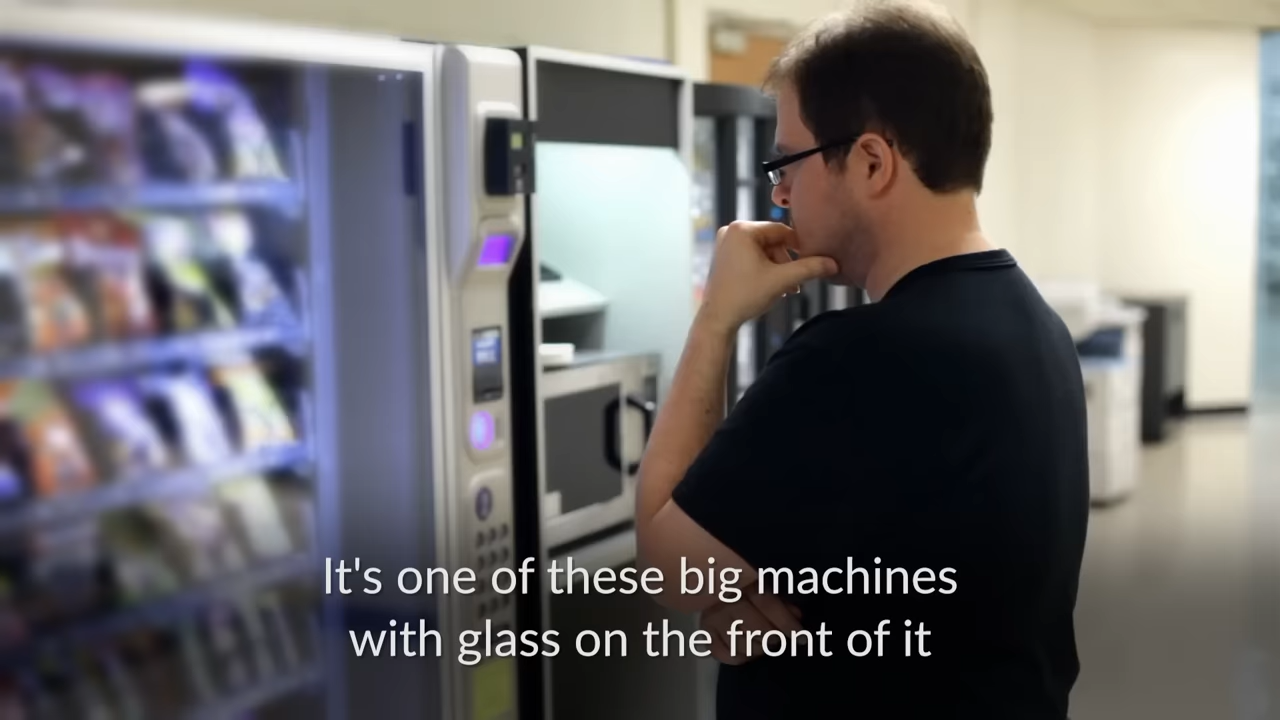 It's one of these big machines
with glass on the front of it